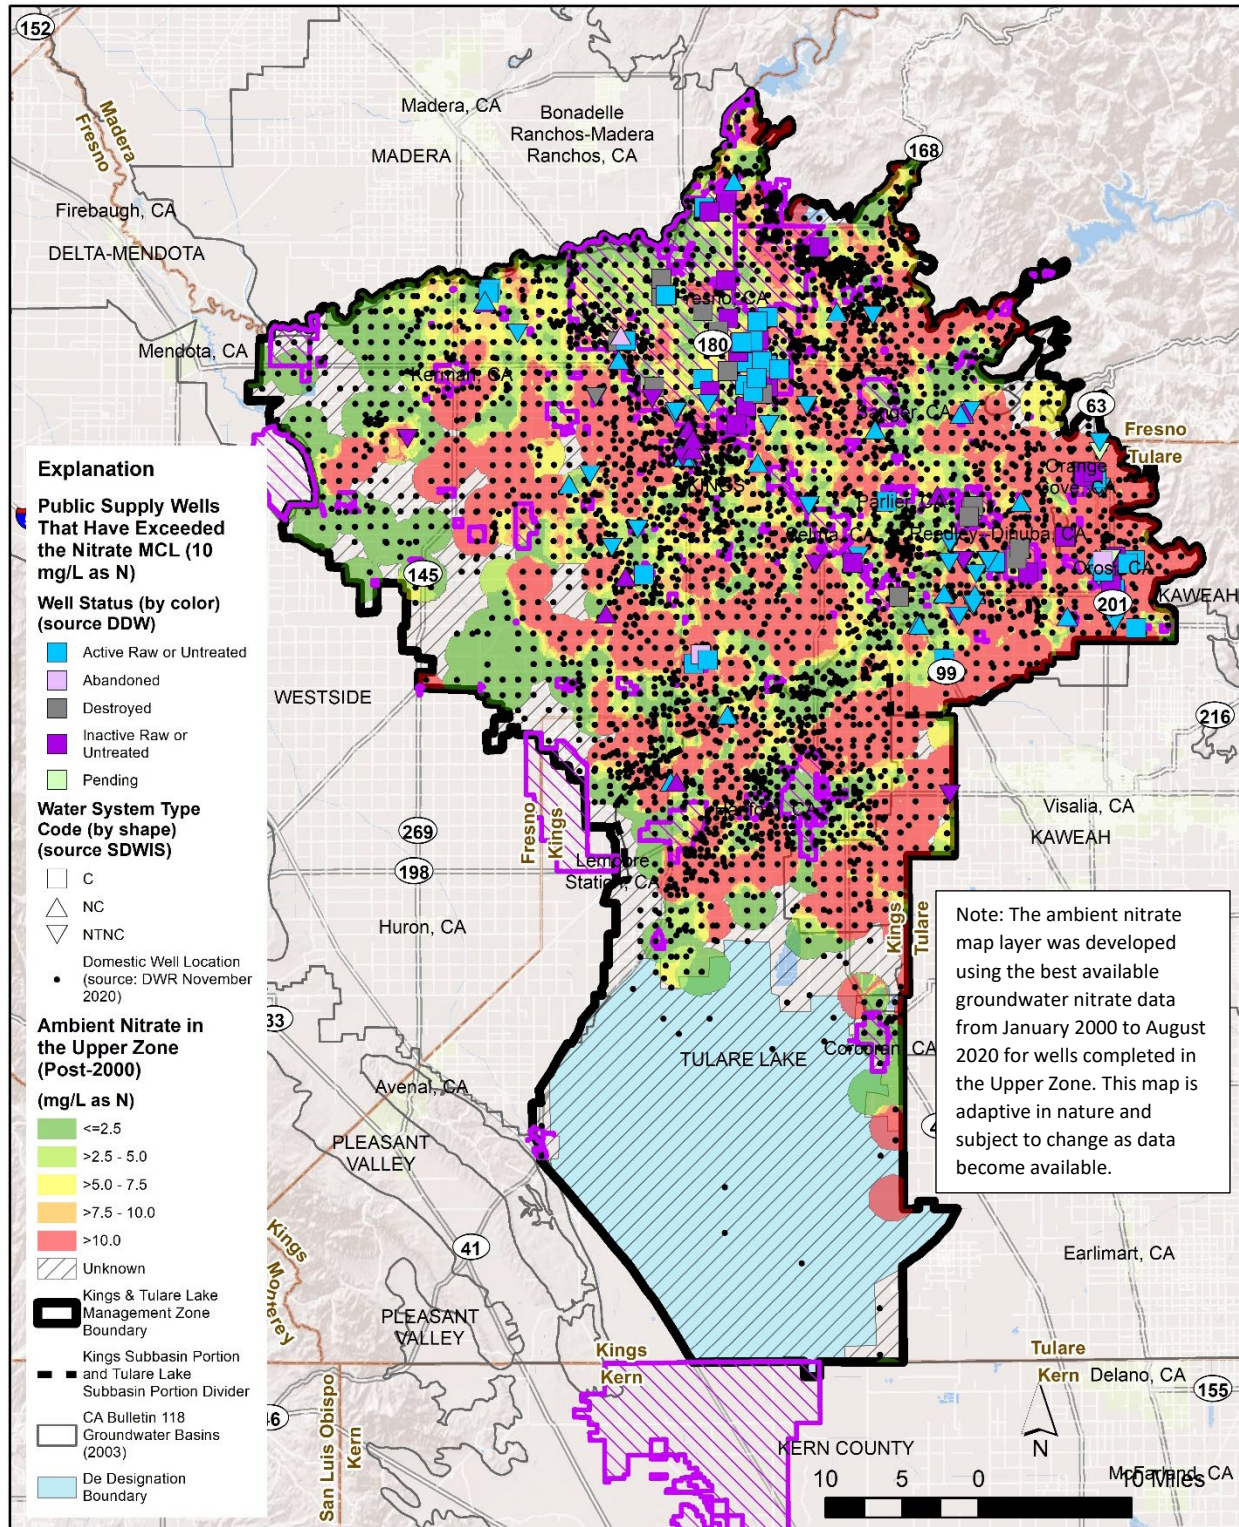 152
Madera, CA
Bonadelle
Ranchos-Madera
Ranchos, CA
Madera
Fresno
MADERA
168
Firebaugh, CA
DELTA-MENDOTA
Fresno, CA
180
Mendota, CA
Kerman, CA
Sanger, CA
63
Fresno
Tulare
Orange
Cove, CA
KINGS
Parlier, CA
Selma, CA
Reedley
Dinuba, CA
Orosi, CA
145
201
KAWEAH
99
WESTSIDE
216
Visalia, CA
KAWEAH
Hanford, CA
269
Fresno
Kings
198
Lemoore
Station, CA
Huron, CA
Kings
Tulare
33
TULARE LAKE
Corcoran, CA
Avenal, CA
PLEASANT
VALLEY
41
Kings
Monterey
Earlimart, CA
PLEASANT
VALLEY
Kings
Kern
Tulare
Kern
Delano, CA
155
46
San Luis Obispo
Kern
KERN COUNTY
McFarland, CA
N
10 5 0 10 Miles
Explanation
Public Supply Wells
That Have Exceeded
the Nitrate MCL (10
mg/L as N)
Well Status (by color)
(source DDW)
Active Raw or Untreated
Abandoned
Destroyed
Inactive Raw or
Untreated
Pending
Water System Type
Code (by shape)
(source SDWIS)
C
NC
NTNC
Domestic Well Location
(source: DWR November
2020)
Ambient Nitrate in
the Upper Zone
(Post-2000)
(mg/L as N)
<=2.5
>2.5 - 5.0
>5.0 - 7.5
>7.5 - 10.0
>10.0
Unknown
Kings & Tulare Lake
Management Zone
Boundary
Kings Subbasin Portion
and Tulare Lake
Subbasin Portion Divider
CA Bulletin 118
Groundwater Basins
(2003)
De Designation
Boundary
Note: The ambient nitrate
map layer was developed
using the best available
groundwater nitrate data
from January 2000 to August
2020 for wells completed in
the Upper Zone. This map is
adaptive in nature and
subject to change as data
become available.